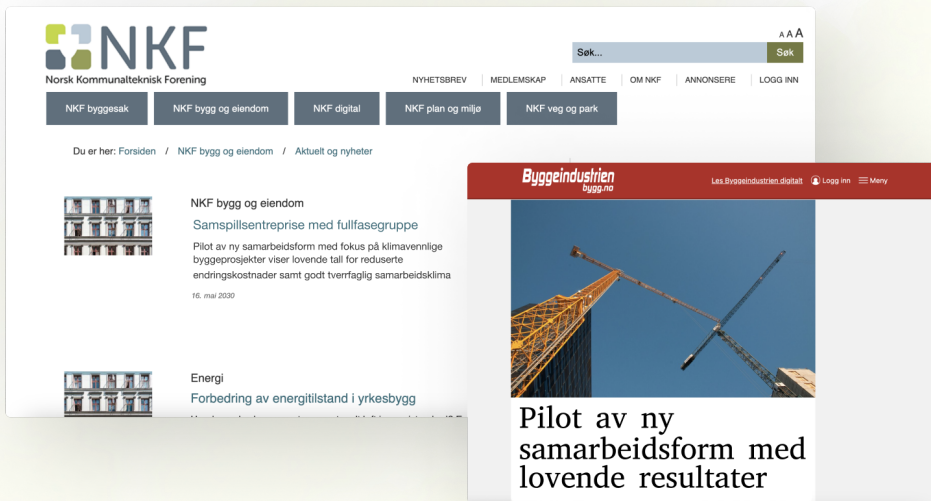 NKF
Norsk Kommunalteknisk Forening
A A A
Søk...
Søk
NYHETSBREV
MEDLEMSKAP
ANSATTE
OM NKF
ANNONSERE
LOGG INN
NKF byggesak
NKF bygg og eiendom
NKF digital
NKF plan og miljø
NKF veg og park
Du er her: Forsiden / NKF bygg og eiendom / Aktuelt og nyheter
NKF bygg og eiendom
Samspillsentreprise med fullfasegruppe
Pilot av ny samarbeidsform med fokus på klimavennlige
byggeprosjekter viser lovende tall for reduserte
endringskostnader samt godt tverrfaglig samarbeidsklima
16. mai 2030
Energi
Forbedring av energitilstand i yrkesbygg
Byggeindustrien
bygg.no
Les Byggeindustrien digitalt
Logg inn
Meny
Pilot av ny
samarbeidsform med
lovende resultater